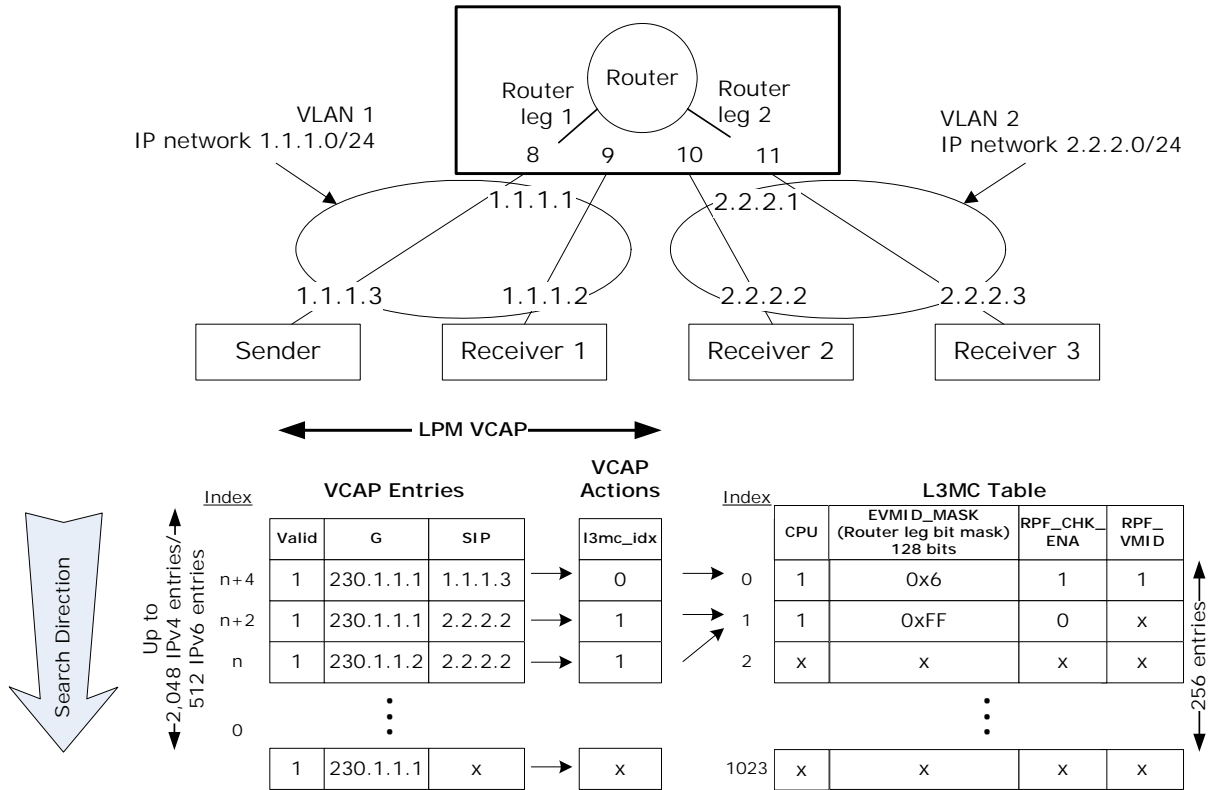 Router
Router
leg 1
Router
leg 2
VLAN 1
IP network 1.1.1.0/24
VLAN 2
IP network 2.2.2.0/24
8 9 10 11
1.1.1.1 2.2.2.1
1.1.1.3 1.1.1.2 2.2.2.2 2.2.2.3
Sender Receiver 1 Receiver 2 Receiver 3
LPM VCAP
Search Direction
Up to
2,048 IPv4 entries/
512 IPv6 entries
Index
VCAP Entries
VCAP
Actions
Valid G SIP l3mc_idx
n+4 1 230.1.1.1 1.1.1.3 0
n+2 1 230.1.1.1 2.2.2.2 1
n 1 230.1.1.2 2.2.2.2 1
0
1 230.1.1.1 x x
Index
L3MC Table
CPU
EVMID_MASK
(Router leg bit mask)
128 bits
RPF_CHK_
ENA
RPF_
VMID
0 1 0x6 1 1
1 1 0xFF 0 x
2 x x x x
1023 x x x x
256 entries